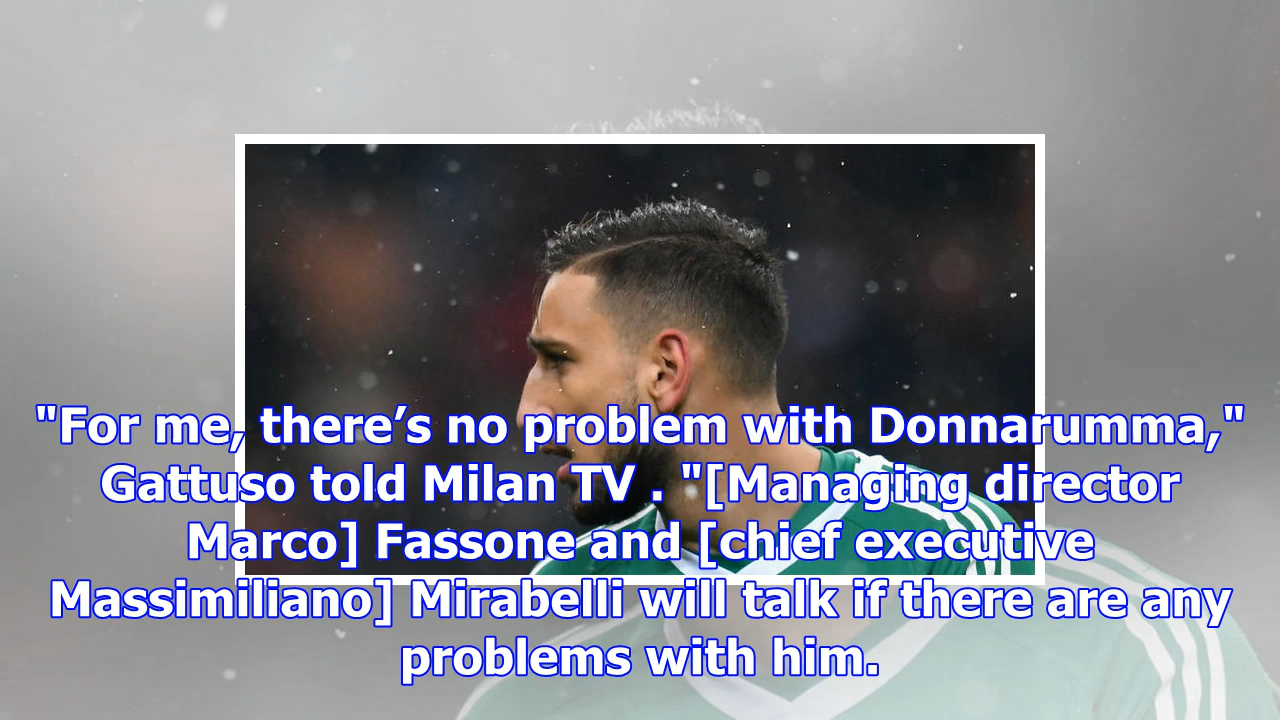 "For me, there’s no problem with Donnarumma,"
Gattuso told Milan TV . "[Managing director
Marco] Fassone and [chief executive
Massimiliano] Mirabelli will talk if there are any
problems with him.